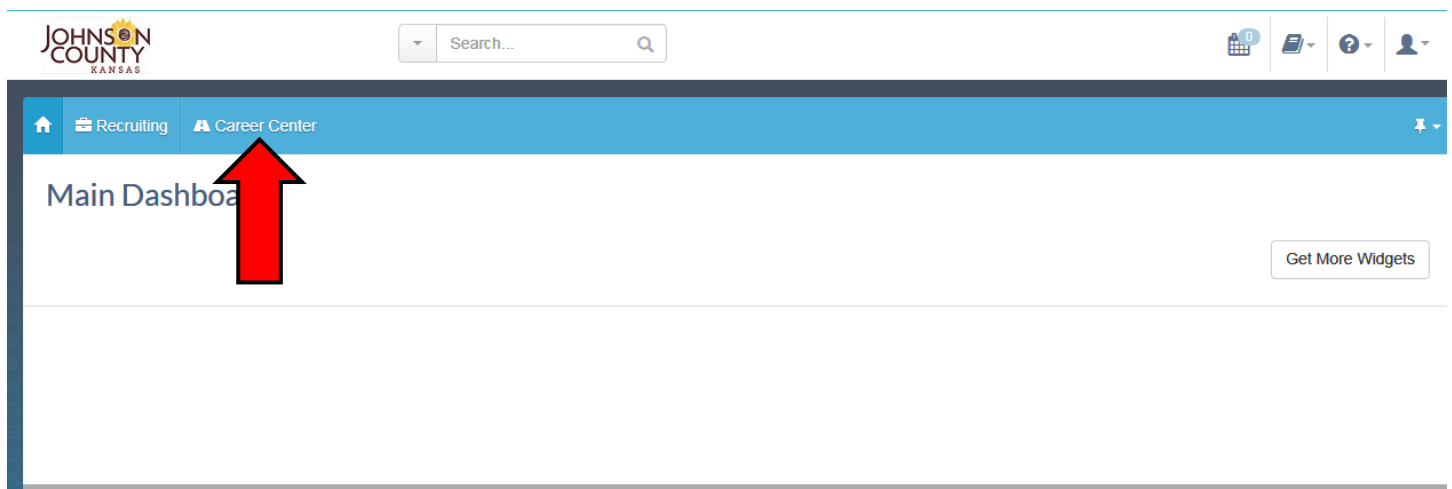 JOHNSON
COUNTY
KANSAS
Search...
0
Recruiting
Career Center
Main Dashboa
Get More Widgets